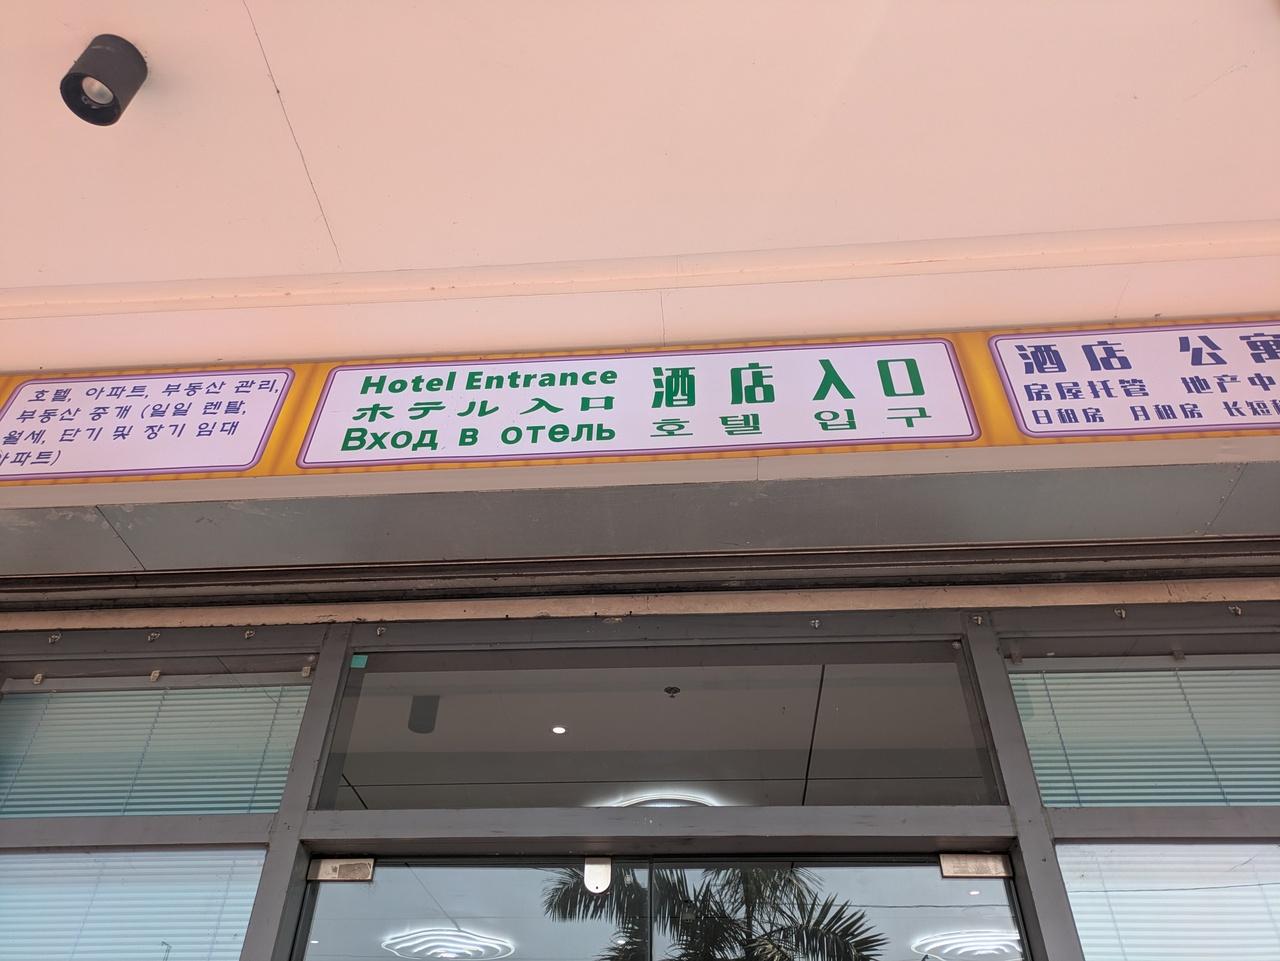 호텔, 아파트, 부동산 관리,
부동산 중개 (일일 렌탈,
월세, 단기 및 장기 임대
아파트)
Hotel Entrance
ホテル入口
Вход в отель
酒店入口
호텔 입구
酒店 公寓
房屋托管 地产中
日租房 月租房 长短租